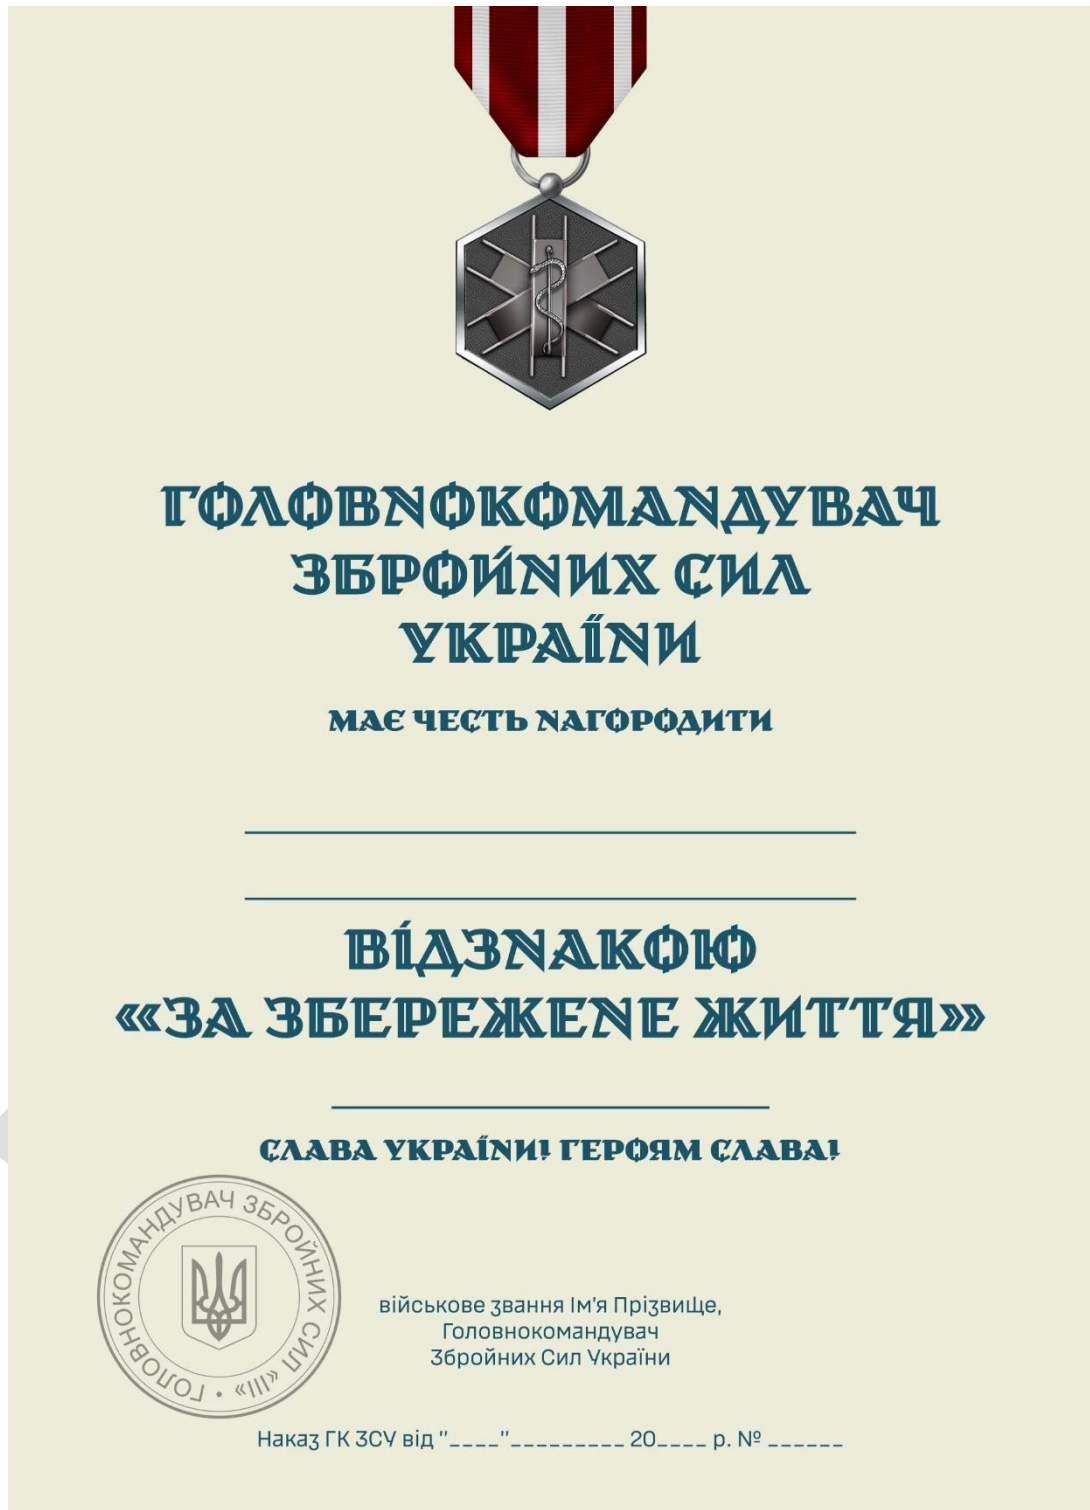 ГОЛОВНОКОМАНДУВАЧ
ЗБРОЙНИХ СИЛ
УКРАЇНИ
МАЄ ЧЕСТЬ НАГОРОДИТИ
ВІДЗНАКОЮ
«ЗА ЗБЕРЕЖЕНЕ ЖИТТЯ»
СЛАВА УКРАЇНИ! ГЕРОЯМ СЛАВА!
ГОЛОВНОКОМАНДУВАЧ ЗБРОЙНИХ СИЛ «ІІІ» •
військове звання Ім'я Прізвище,
Головнокомандувач
Збройних Сил України
Наказ ГК ЗСУ від "____"_________ 20____ р. № ______